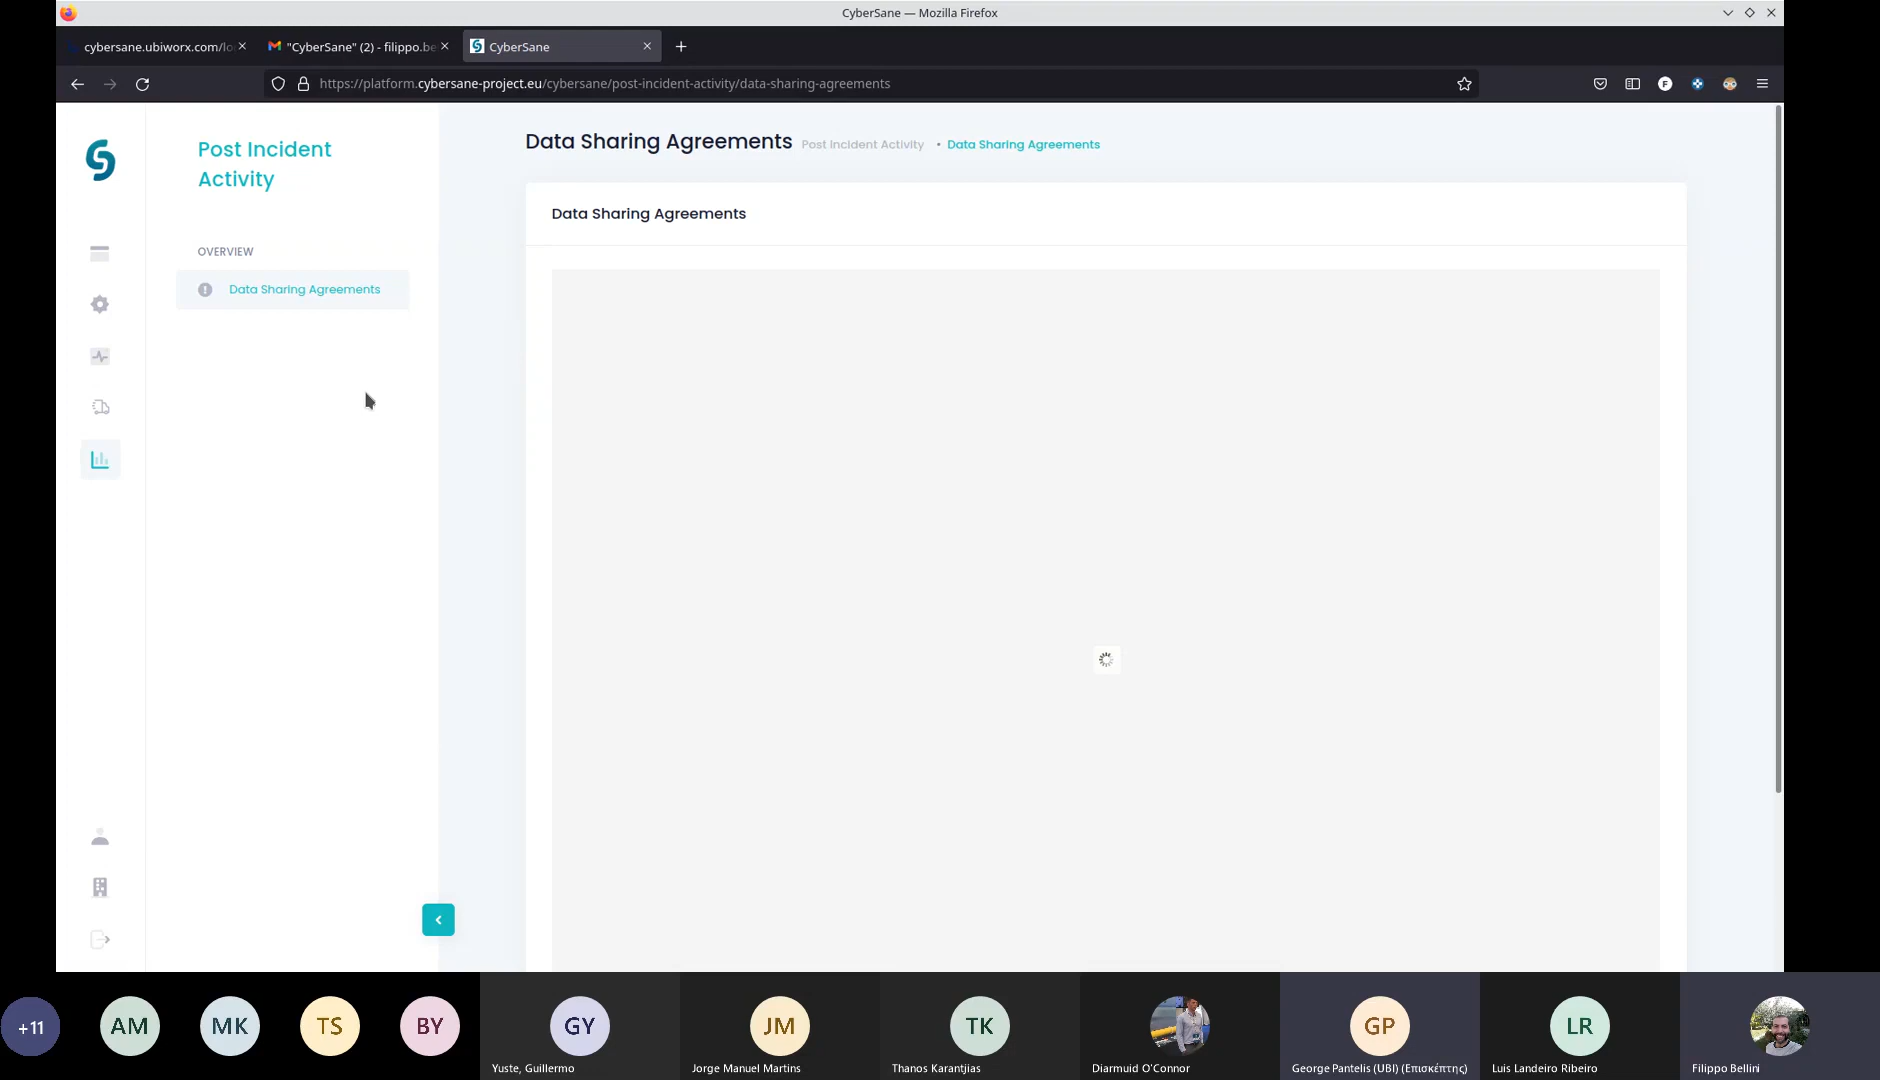 CyberSane — Mozilla Firefox
cybersane.ubiworx.com/lo
"CyberSane" (2) - filippo.be
CyberSane
https://platform.cybersane-project.eu/cybersane/post-incident-activity/data-sharing-agreements
Post Incident
Activity
OVERVIEW
Data Sharing Agreements
Data Sharing Agreements
Post Incident Activity • Data Sharing Agreements
Data Sharing Agreements
+11
AM
MK
TS
BY
GY
JM
TK
GP
LR
Yuste, Guillermo
Jorge Manuel Martins
Thanos Karantjias
Diarmuid O'Connor
George Pantelis (UBI) (Επισκέπτης)
Luis Landeiro Ribeiro
Filippo Bellini